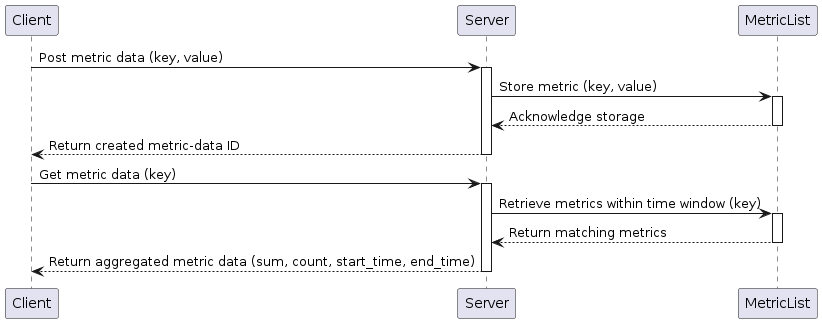 Client Server MetricList
Post metric data (key, value)
Store metric (key, value)
Acknowledge storage
Return created metric-data ID
Get metric data (key)
Retrieve metrics within time window (key)
Return matching metrics
Return aggregated metric data (sum, count, start_time, end_time)
Client Server MetricList